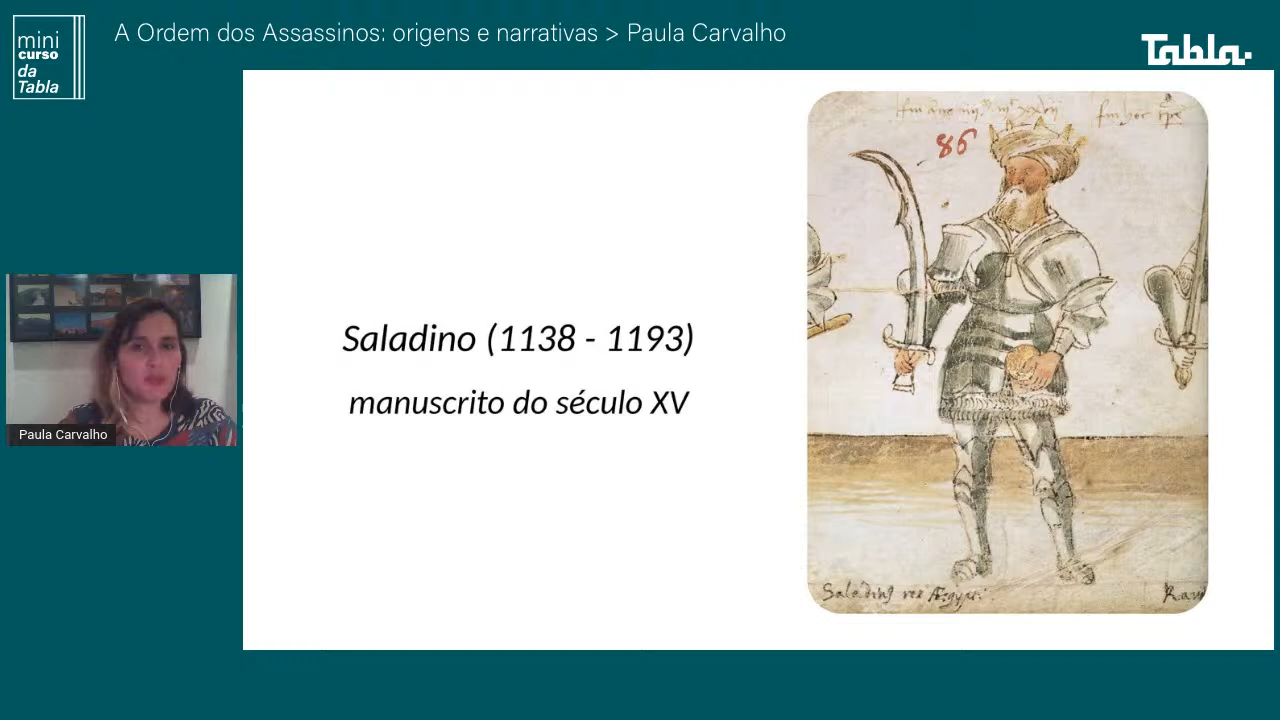 mini
curso
da
Tabla
A Ordem dos Assassinos: origens e narrativas > Paula Carvalho
Tabla.
86
Saladino (1138 - 1193)
manuscrito do século XV
Paula Carvalho